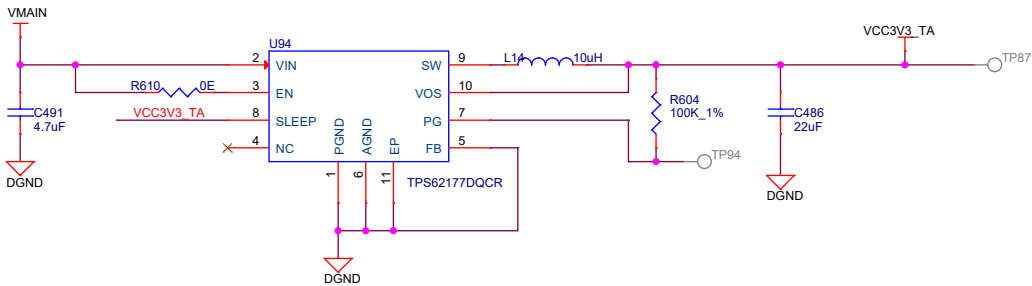 VMAIN
VCC3V3_TA
U94
2 VIN
SW 9
L14 10uH
TP87
R610 0E
3 EN
VOS 10
C491
4.7uF
VCC3V3_TA
8 SLEEP
PG 7
R604
100K_1%
C486
22uF
4 NC
PGND
AGND
EP
FB 5
TP94
1
6
11
TPS62177DQCR
DGND
DGND
DGND